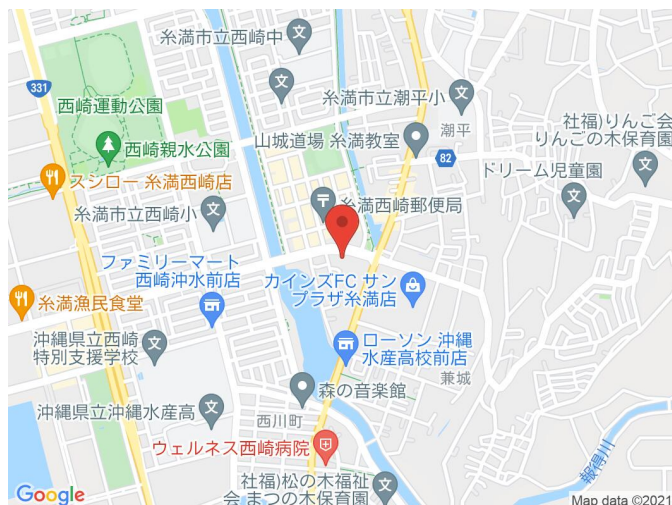 糸満市立西崎中
331
西崎運動公園
西崎親水公園
糸満市立潮平小
潮平
山城道場 糸満教室
82
社福)りんご会
りんごの木保育園
ドリーム児童園
スシロー 糸満西崎店
糸満市立西崎小
糸満西崎郵便局
ファミリーマート
西崎沖水前店
カインズFC サン
プラザ糸満店
糸満漁民食堂
沖縄県立西崎
特別支援学校
ローソン 沖縄
水産高校前店
兼城
森の音楽館
沖縄県立沖縄水産高
西川町
ウェルネス西崎病院
報得川
社福)松の木福祉
会 まつの木保育園
Google
Map data ©2021